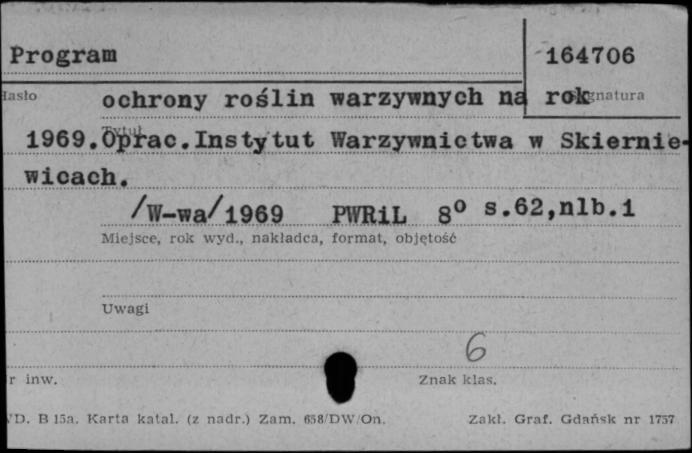 Program 164706
Hasło Sygnatura
ochrony roślin warzywnych na rok
Tytuł
1969.Oprac.Instytut Warzywnictwa w Skiernie-
wicach.
/W-wa/1969 PWRiL 8º s.62,nlb.1
Miejsce, rok wyd., nakładca, format, objętość
Uwagi
6
r inw. Znak klas.
WD. B 15a. Karta katal. (z nadr.) Zam. 658/DW/On. Zakł. Graf. Gdańsk nr 1757